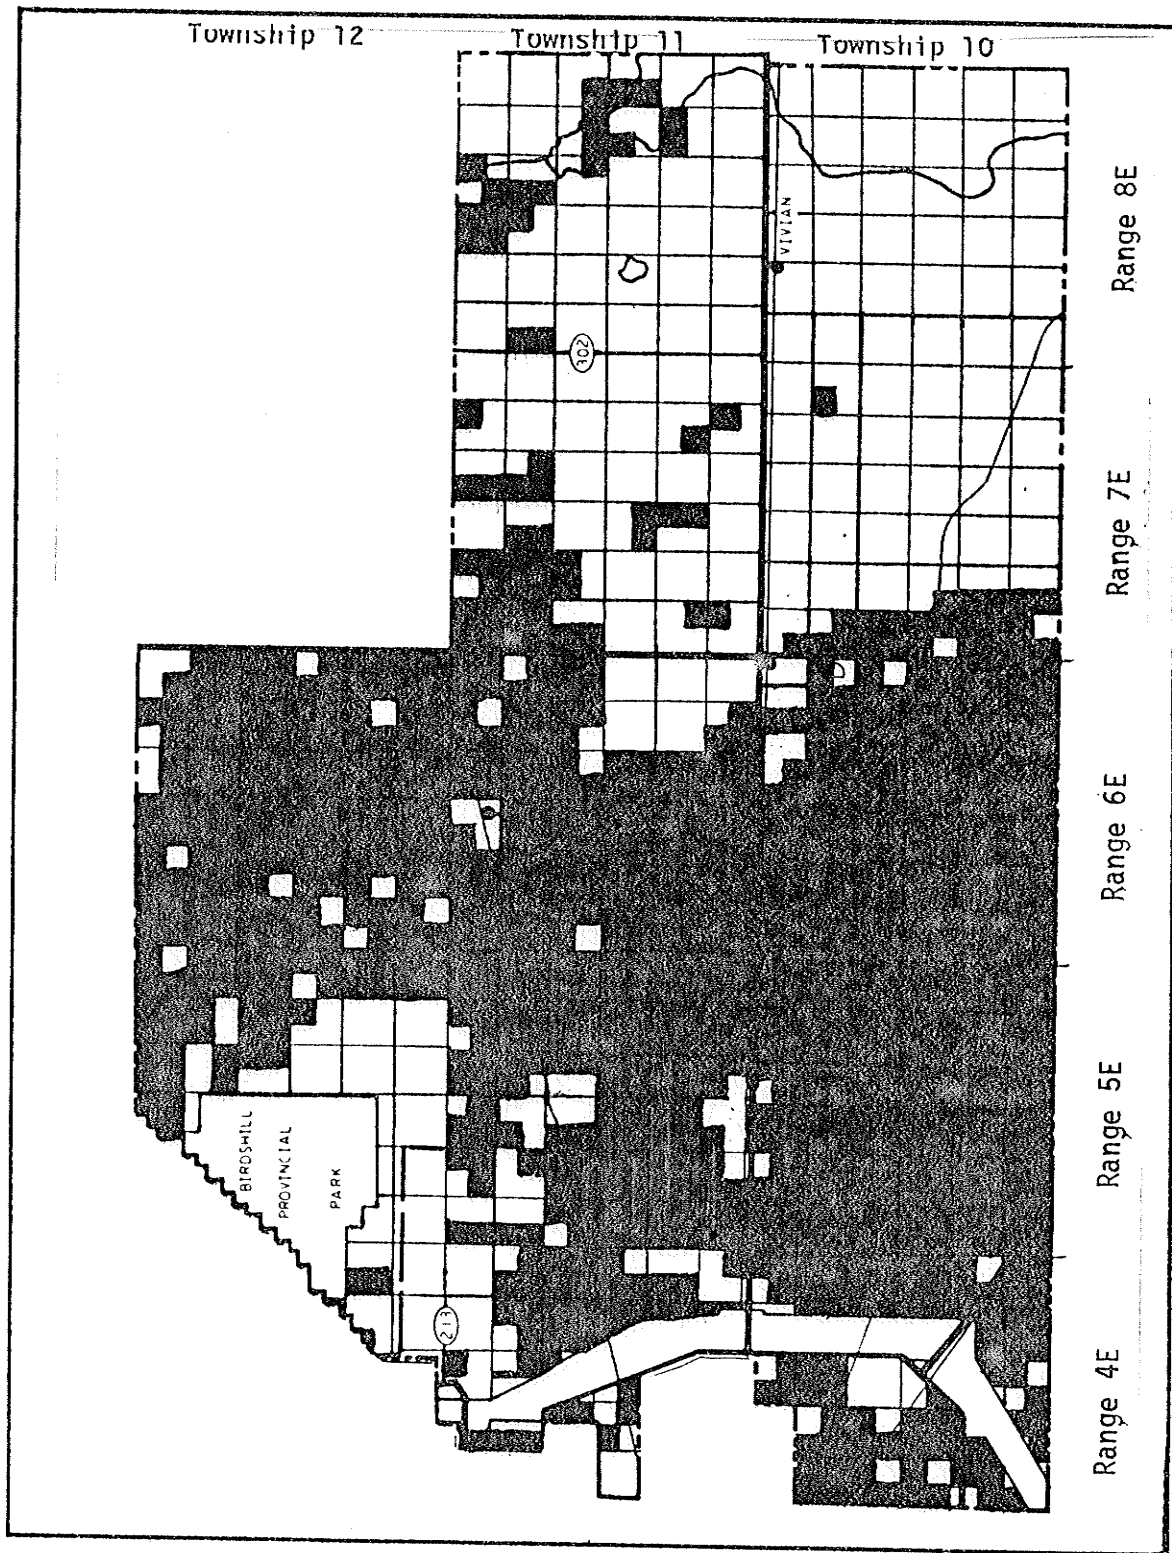 Township 12
Township 11
Township 10
Range 8E
VIVIAN
302
Range 7E
Range 6E
Range 5E
BIRDSHILL
PROVINCIAL
PARK
213
Range 4E